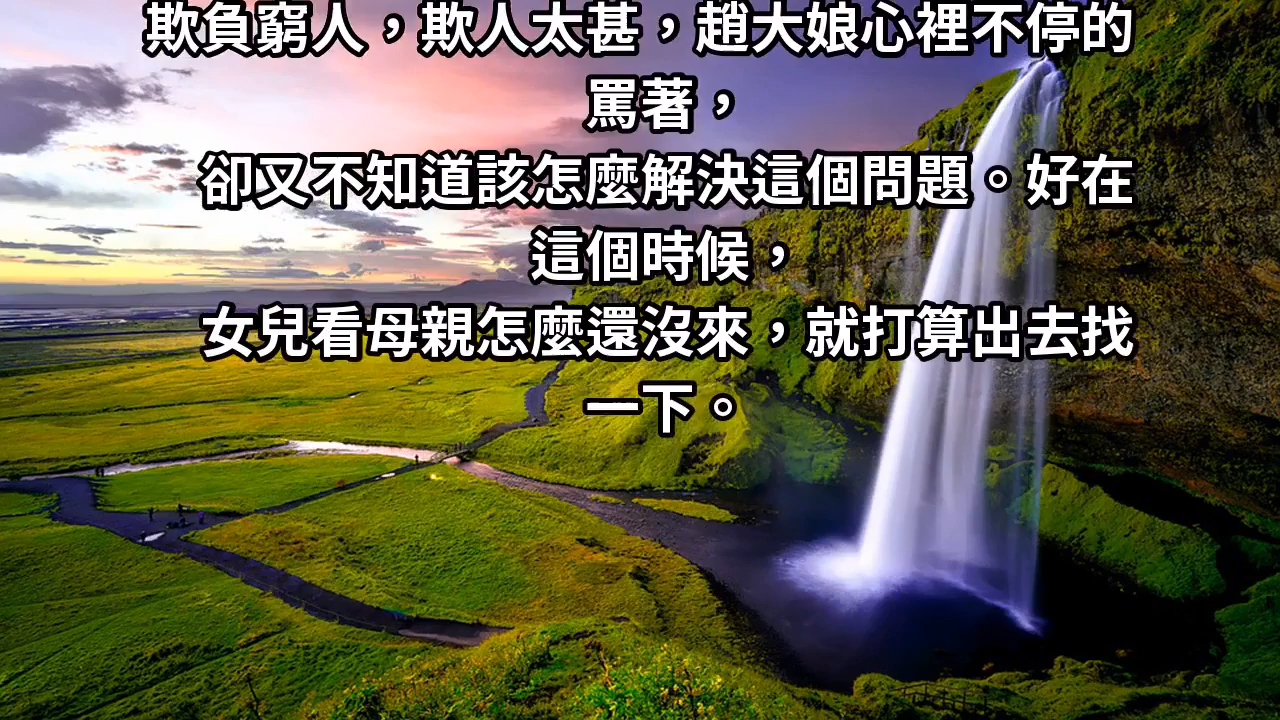 欺負窮人，欺人太甚，趙大娘心裡不停的
罵著，
卻又不知道該怎麼解決這個問題。好在
這個時候，
女兒看母親怎麼還沒來，就打算出去找
一下。